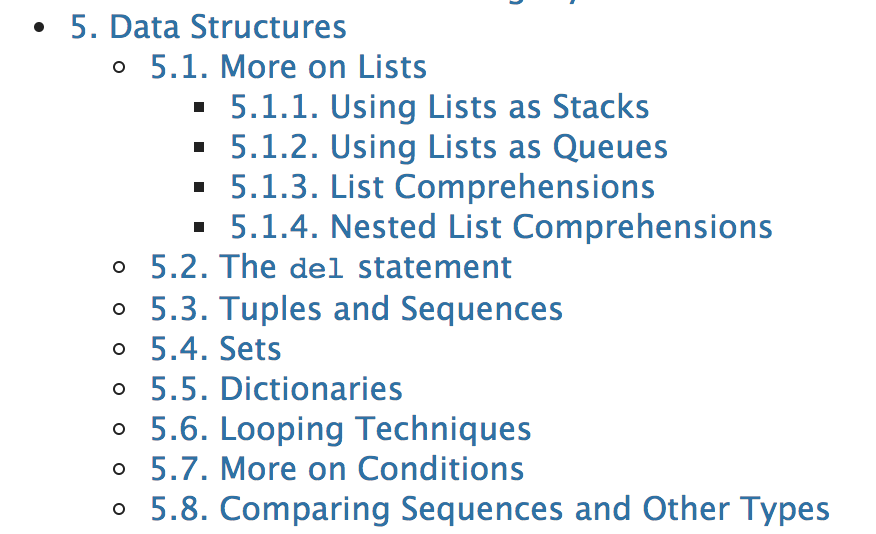 5. Data Structures
5.1. More on Lists
5.1.1. Using Lists as Stacks
5.1.2. Using Lists as Queues
5.1.3. List Comprehensions
5.1.4. Nested List Comprehensions
5.2. The del statement
5.3. Tuples and Sequences
5.4. Sets
5.5. Dictionaries
5.6. Looping Techniques
5.7. More on Conditions
5.8. Comparing Sequences and Other Types